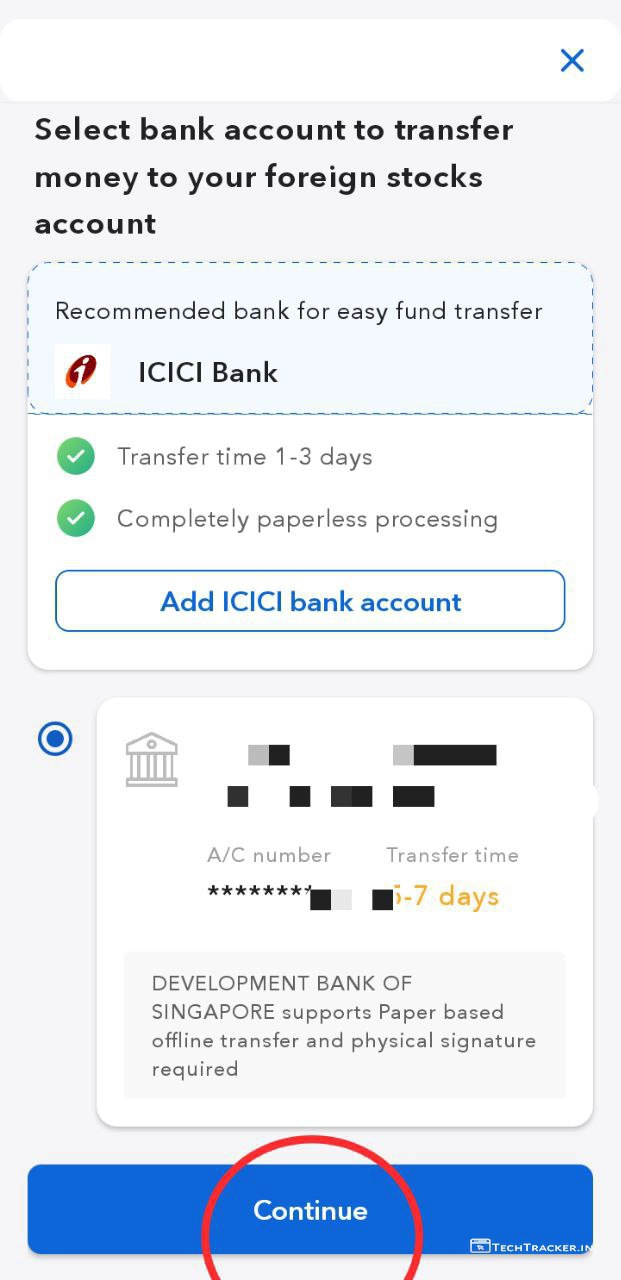 Select bank account to transfer
money to your foreign stocks
account
Recommended bank for easy fund transfer
ICICI Bank
Transfer time 1-3 days
Completely paperless processing
Add ICICI bank account
A/C number Transfer time
******** 5-7 days
DEVELOPMENT BANK OF
SINGAPORE supports Paper based
offline transfer and physical signature
required
Continue
TECHTRACKER.IN